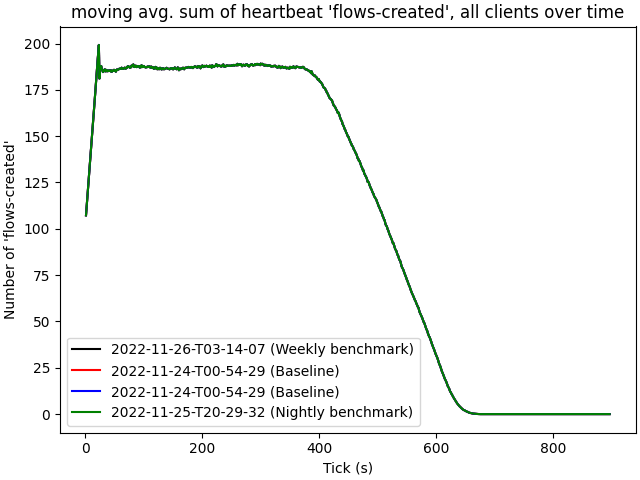 moving avg. sum of heartbeat 'flows-created', all clients over time
Number of 'flows-created'
200
175
150
125
100
75
50
25
0
2022-11-26-T03-14-07 (Weekly benchmark)
2022-11-24-T00-54-29 (Baseline)
2022-11-24-T00-54-29 (Baseline)
2022-11-25-T20-29-32 (Nightly benchmark)
0 200 400 600 800
Tick (s)